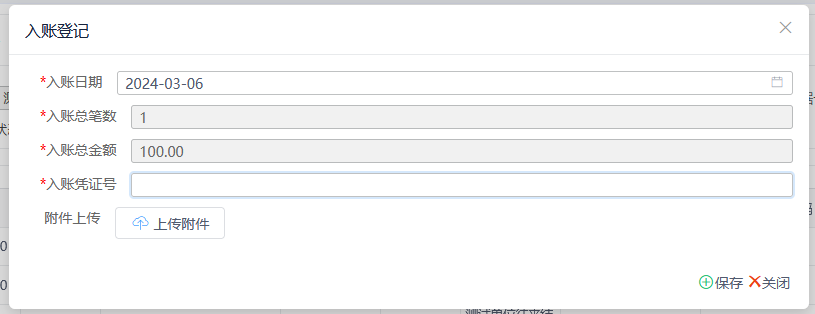 入账登记
*入账日期 2024-03-06
*入账总笔数 1
*入账总金额 100.00
*入账凭证号
附件上传 上传附件
保存 关闭